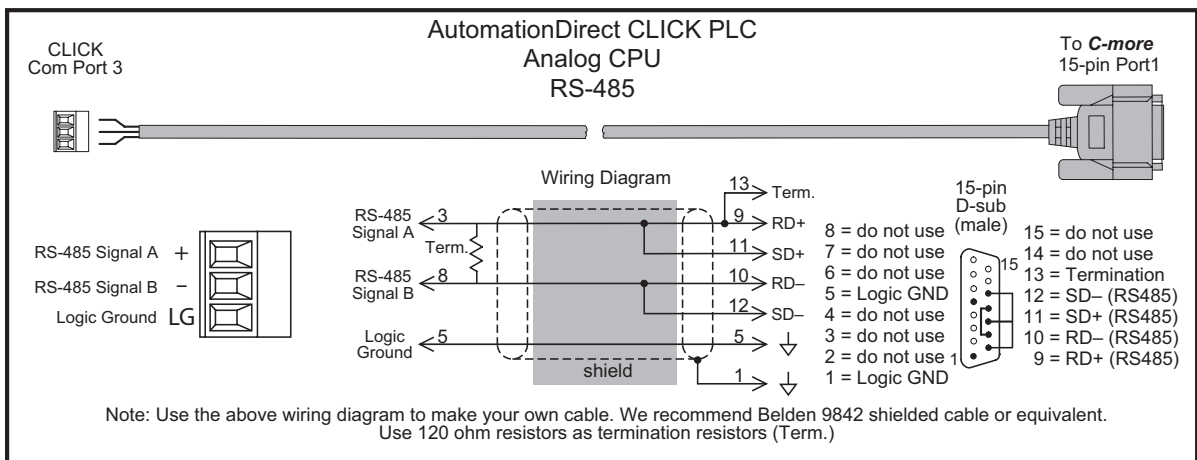 AutomationDirect CLICK PLC
Analog CPU
RS-485
CLICK
Com Port 3
To C-more
15-pin Port1
Wiring Diagram
RS-485 Signal A +
RS-485 Signal B –
Logic Ground LG
RS-485
Signal A
3
Term.
RS-485
Signal B
8
Logic
Ground
5
shield
13 Term.
9 RD+
11 SD+
10 RD–
12 SD–
5
1
8 = do not use
7 = do not use
6 = do not use
5 = Logic GND
4 = do not use
3 = do not use
2 = do not use
1 = Logic GND
15-pin
D-sub
(male)
15
1
15 = do not use
14 = do not use
13 = Termination
12 = SD– (RS485)
11 = SD+ (RS485)
10 = RD– (RS485)
9 = RD+ (RS485)
Note: Use the above wiring diagram to make your own cable. We recommend Belden 9842 shielded cable or equivalent.
Use 120 ohm resistors as termination resistors (Term.)